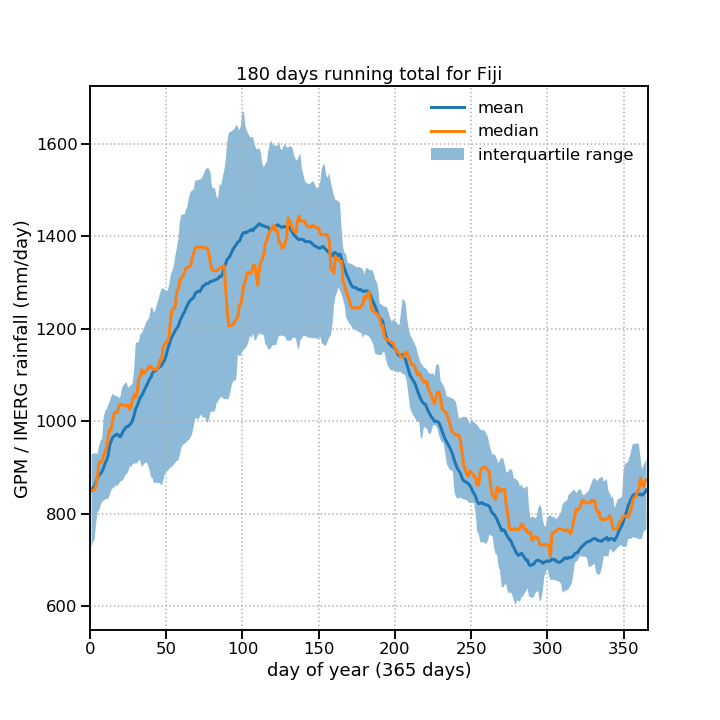 180 days running total for Fiji
mean
median
interquartile range
GPM / IMERG rainfall (mm/day)
1600
1400
1200
1000
800
600
0 50 100 150 200 250 300 350
day of year (365 days)